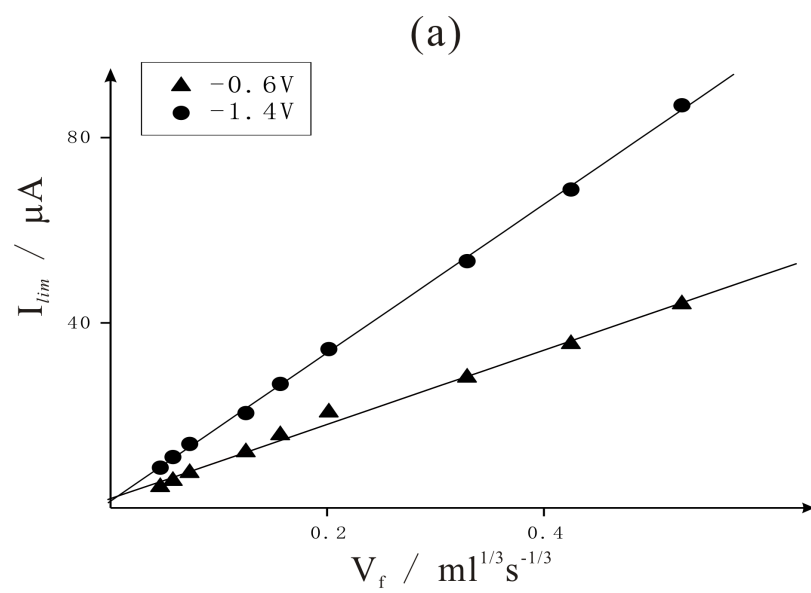 (a)
-0.6V
-1.4V
80
40
I_lim / μA
0.2
0.4
V_f / ml^1/3 s^-1/3